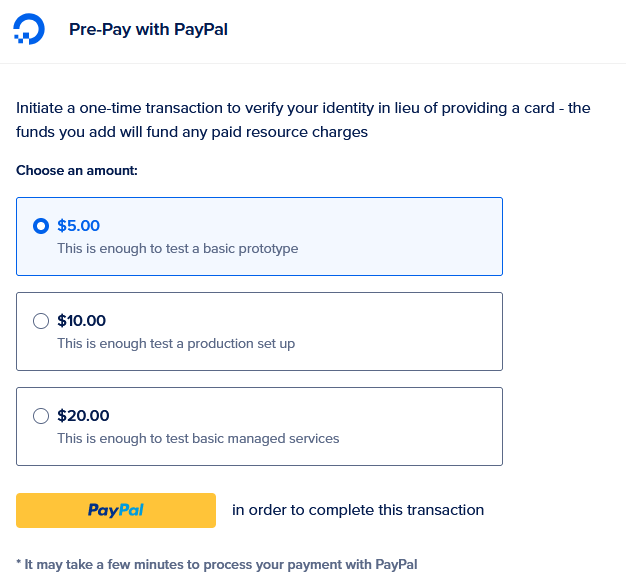 Pre-Pay with PayPal
Initiate a one-time transaction to verify your identity in lieu of providing a card - the
funds you add will fund any paid resource charges
Choose an amount:
$5.00
This is enough to test a basic prototype
$10.00
This is enough test a production set up
$20.00
This is enough to test basic managed services
PayPal in order to complete this transaction
* It may take a few minutes to process your payment with PayPal